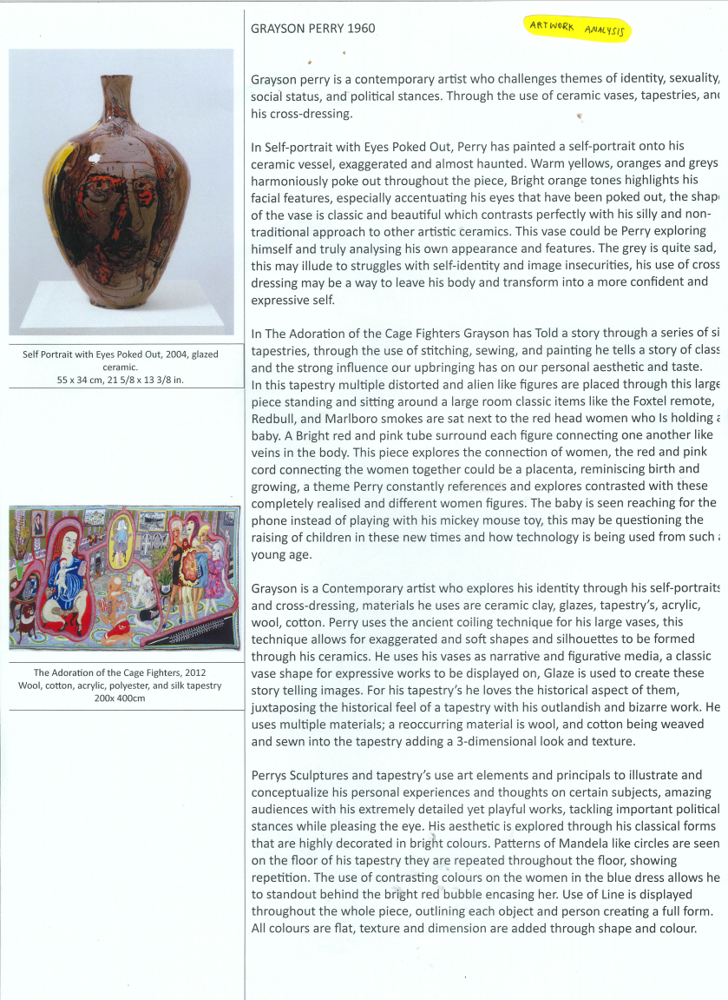 GRAYSON PERRY 1960
ARTWORK ANALYSIS
Grayson perry is a contemporary artist who challenges themes of identity, sexuality,
social status, and political stances. Through the use of ceramic vases, tapestries, and
his cross-dressing.
In Self-portrait with Eyes Poked Out, Perry has painted a self-portrait onto his
ceramic vessel, exaggerated and almost haunted. Warm yellows, oranges and greys
harmoniously poke out throughout the piece, Bright orange tones highlights his
facial features, especially accentuating his eyes that have been poked out, the shap
of the vase is classic and beautiful which contrasts perfectly with his silly and non-
traditional approach to other artistic ceramics. This vase could be Perry exploring
himself and truly analysing his own appearance and features. The grey is quite sad,
this may illude to struggles with self-identity and image insecurities, his use of cross
dressing may be a way to leave his body and transform into a more confident and
expressive self.
Self Portrait with Eyes Poked Out, 2004, glazed
ceramic.
55 x 34 cm, 21 5/8 x 13 3/8 in.
In The Adoration of the Cage Fighters Grayson has Told a story through a series of si
tapestries, through the use of stitching, sewing, and painting he tells a story of class
and the strong influence our upbringing has on our personal aesthetic and taste.
In this tapestry multiple distorted and alien like figures are placed through this large
piece standing and sitting around a large room classic items like the Foxtel remote,
Redbull, and Marlboro smokes are sat next to the red head women who Is holding a
baby. A Bright red and pink tube surround each figure connecting one another like
veins in the body. This piece explores the connection of women, the red and pink
cord connecting the women together could be a placenta, reminiscing birth and
growing, a theme Perry constantly references and explores contrasted with these
completely realised and different women figures. The baby is seen reaching for the
phone instead of playing with his mickey mouse toy, this may be questioning the
raising of children in these new times and how technology is being used from such a
young age.
The Adoration of the Cage Fighters, 2012
Wool, cotton, acrylic, polyester, and silk tapestry
200x 400cm
Grayson is a Contemporary artist who explores his identity through his self-portraits
and cross-dressing, materials he uses are ceramic clay, glazes, tapestry's, acrylic,
wool, cotton. Perry uses the ancient coiling technique for his large vases, this
technique allows for exaggerated and soft shapes and silhouettes to be formed
through his ceramics. He uses his vases as narrative and figurative media, a classic
vase shape for expressive works to be displayed on, Glaze is used to create these
story telling images. For his tapestry's he loves the historical aspect of them,
juxtaposing the historical feel of a tapestry with his outlandish and bizarre work. He
uses multiple materials; a reoccurring material is wool, and cotton being weaved
and sewn into the tapestry adding a 3-dimensional look and texture.
Perrys Sculptures and tapestry's use art elements and principals to illustrate and
conceptualize his personal experiences and thoughts on certain subjects, amazing
audiences with his extremely detailed yet playful works, tackling important political
stances while pleasing the eye. His aesthetic is explored through his classical forms
that are highly decorated in bright colours. Patterns of Mandela like circles are seen
on the floor of his tapestry they are repeated throughout the floor, showing
repetition. The use of contrasting colours on the women in the blue dress allows he
to standout behind the bright red bubble encasing her. Use of Line is displayed
throughout the whole piece, outlining each object and person creating a full form.
All colours are flat, texture and dimension are added through shape and colour.